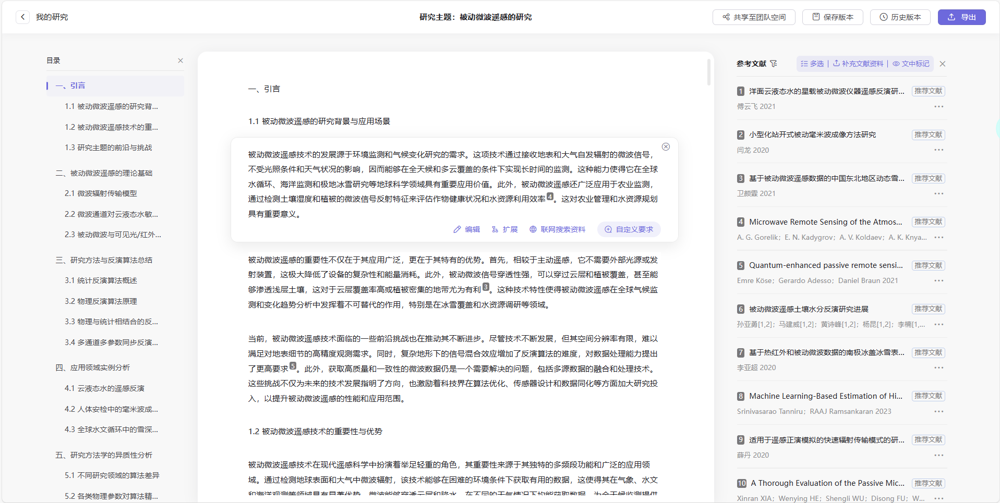 我的研究
研究主题：被动微波遥感的研究
共享至团队空间
保存版本
历史版本
导出
目录
一、引言
1.1 被动微波遥感的研究背...
1.2 被动微波遥感技术的重...
1.3 研究主题的前沿与挑战
二、被动微波遥感的理论基础
2.1 微波辐射传输模型
2.2 微波通道对云液态水敏...
2.3 被动微波与可见光/红外...
三、研究方法与反演算法总结
3.1 统计反演算法概述
3.2 物理反演算法原理
3.3 物理与统计相结合的反...
3.4 多通道多参数同步反演...
四、应用领域实例分析
4.1 云液态水的遥感反演
4.2 人体安检中的毫米波成...
4.3 全球水文循环中的雪深...
五、研究方法学的异质性分析
5.1 不同研究领域的算法差异
5.2 各类物理参数对算法精...
一、引言
1.1 被动微波遥感的研究背景与应用场景
被动微波遥感技术的发展源于环境监测和气候变化研究的需求。这项技术通过接收地表和大气自发辐射的微波信号，
不受光照条件和天气状况的影响，因而能够在全天候和多云覆盖的条件下实现长时间的监测。这种能力使得它在全球
水循环、海洋监测和极地冰雪研究等地球科学领域具有重要应用价值。此外，被动微波遥感还广泛应用于农业监测，
通过检测土壤湿度和植被的微波信号反射特征来评估作物健康状况和水资源利用效率4。这对农业管理和水资源规划
具有重要意义。
编辑
扩展
联网搜索资料
自定义要求
被动微波遥感的重要性不仅在于其应用广泛，更在于其特有的优势。首先，相较于主动遥感，它不需要外部光源或发
射装置，这极大降低了设备的复杂性和能量消耗。此外，被动微波信号穿透性强，可以穿过云层和植被覆盖，甚至能
够渗透浅层土壤，这对于云层覆盖率高或植被密集的地带尤为有利3。这种技术特性使得被动微波遥感在全球气候监
测和变化趋势分析中发挥着不可替代的作用，特别是在冰雪覆盖和水资源调研等领域。
当前，被动微波遥感技术面临的一些前沿挑战也在推动其不断进步。尽管技术不断发展，但其空间分辨率有限，难以
满足对地表细节的高精度观测需求。同时，复杂地形下的信号混合效应增加了反演算法的难度，对数据处理能力提出
了更高要求5。此外，获取高质量和一致性的微波数据仍是一个需要解决的问题，包括多源数据的融合和处理技术。
这些挑战不仅为未来的技术发展指明了方向，也激励着科技界在算法优化、传感器设计和数据同化等方面加大研究投
入，以提升被动微波遥感的性能和应用范围。
1.2 被动微波遥感技术的重要性与优势
被动微波遥感技术在现代遥感科学中扮演着举足轻重的角色，其重要性来源于其独特的多频段功能和广泛的应用领
域。通过检测地球表面和大气中微波辐射，该技术能够在困难的环境条件下获取有用的数据，这使得其在气象、水文
和海洋观测等领域具有显著优势。微波能够穿透云层和降水，在不同的天气情况下均能获取数据，为全天候监测提供
参考文献
多选 | 补充文献资料 | 文中标记
1 洋面云液态水的星载被动微波仪器遥感反演研... 推荐文献
傅云飞 2021
2 小型化站开式被动毫米波成像方法研究 推荐文献
闫龙 2020
3 基于被动微波遥感数据的中国东北地区动态雪... 推荐文献
卫颜霖 2021
4 Microwave Remote Sensing of the Atmos... 推荐文献
A. G. Gorelik；E. N. Kadygrov；A. V. Koldaev；A. K. Knya...
5 Quantum-enhanced passive remote sensi... 推荐文献
Emre Köse；Gerardo Adesso；Daniel Braun 2021
6 被动微波遥感土壤水分反演研究进展 推荐文献
孙亚勇[1,2]；马建威[1,2]；黄诗峰[1,2]；杨昆[1,2]；李楠[1,...
7 基于热红外和被动微波数据的南极冰盖冰雪表... 推荐文献
李亚超 2020
8 Machine Learning-Based Estimation of Hi... 推荐文献
Srinivasarao Tanniru；RAAJ Ramsankaran 2023
9 适用于遥感正演模拟的快速辐射传输模式的研... 推荐文献
薛丹 2020
10 A Thorough Evaluation of the Passive Mic... 推荐文献
Xinran XIA；Wenying HE；Shengli WU；Disong FU；W...